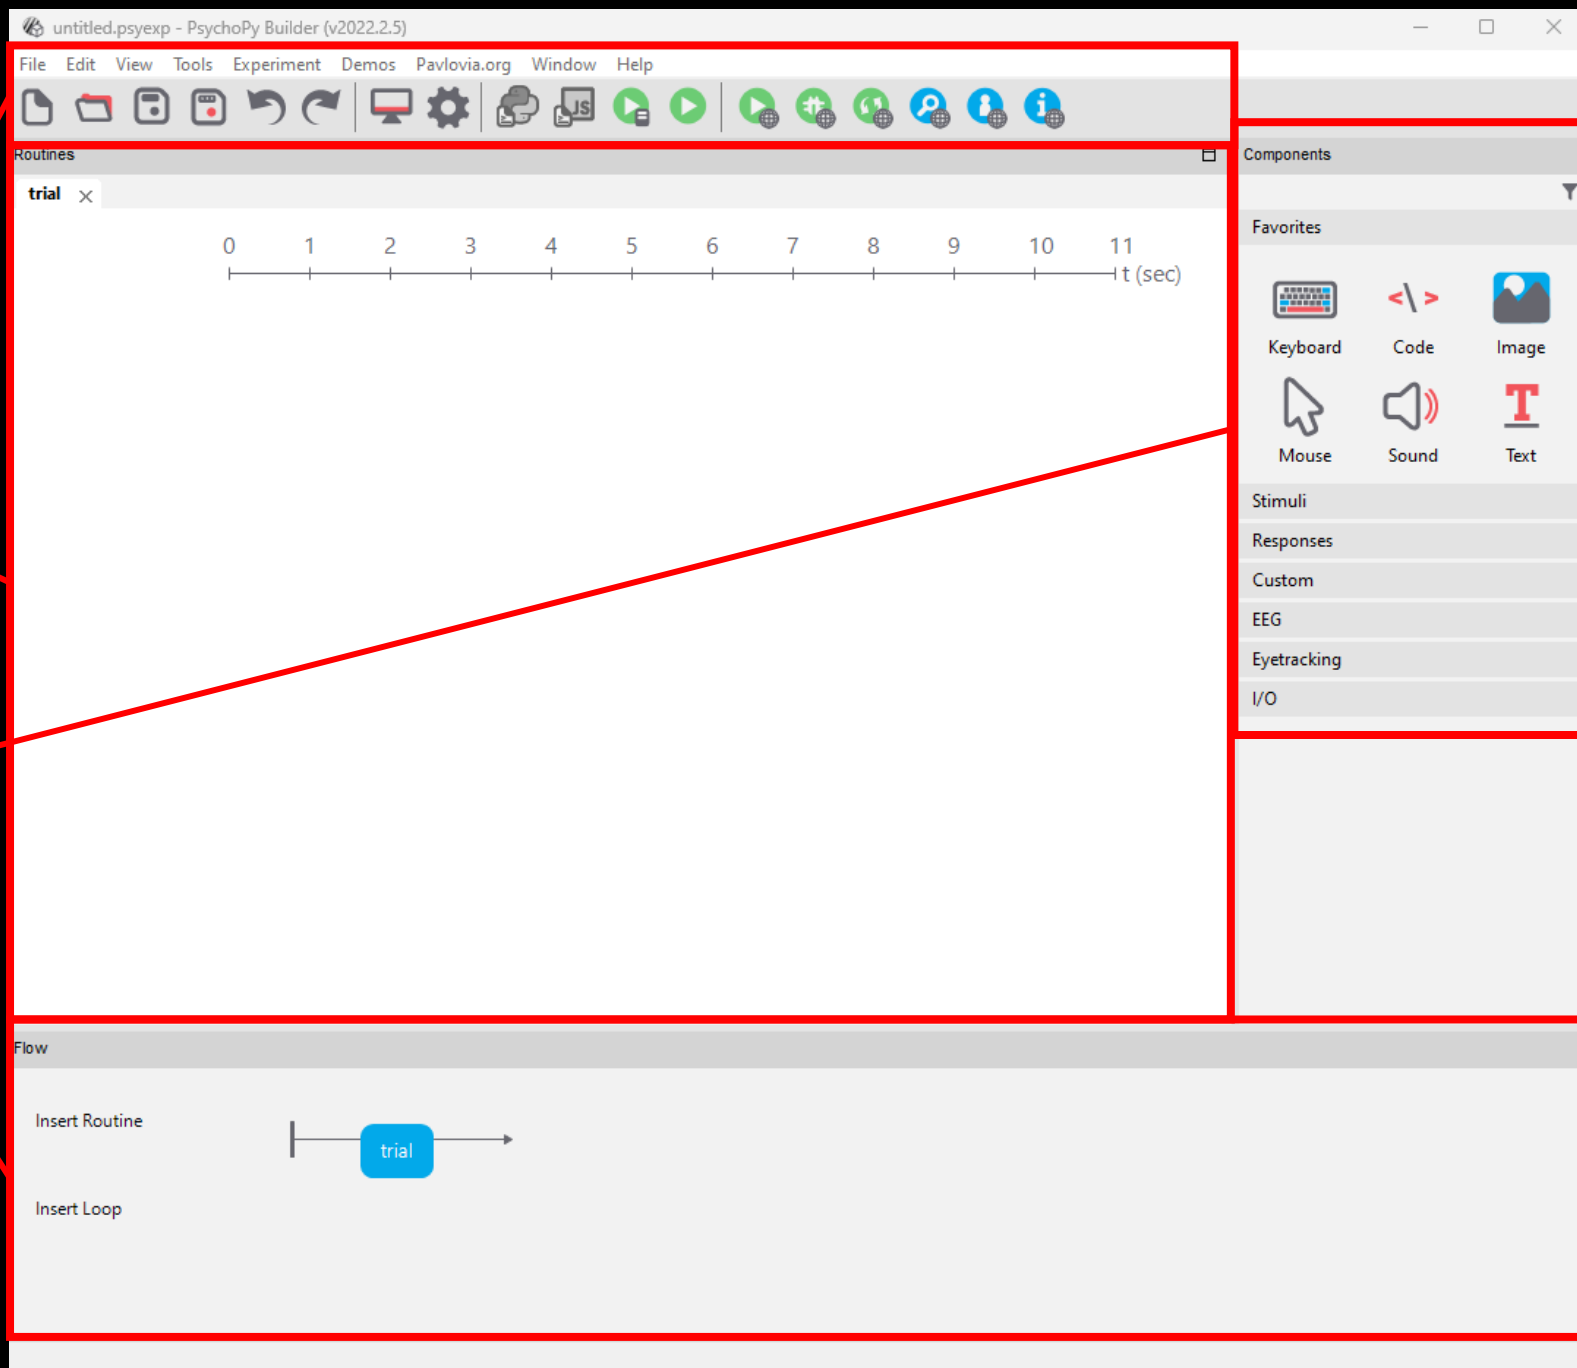 untitled.psyexp - PsychoPy Builder (v2022.2.5)
File Edit View Tools Experiment Demos Pavlovia.org Window Help
JS
Routines
Components
trial
Favorites
0 1 2 3 4 5 6 7 8 9 10 11
t (sec)
Keyboard Code Image
Mouse Sound Text
Stimuli
Responses
Custom
EEG
Eyetracking
I/O
Flow
Insert Routine
trial
Insert Loop